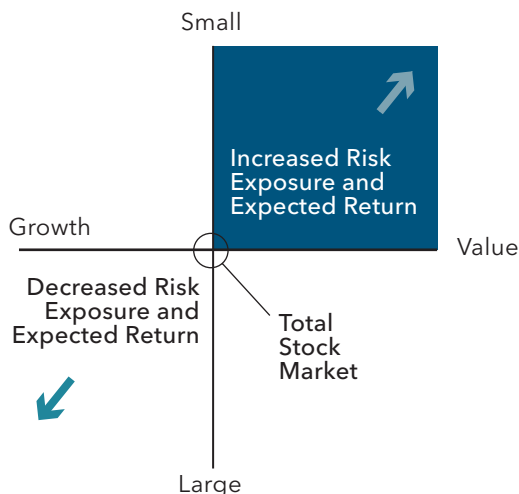 Small
Increased Risk
Exposure and
Expected Return
Growth
Value
Decreased Risk
Exposure and
Expected Return
Total
Stock
Market
Large